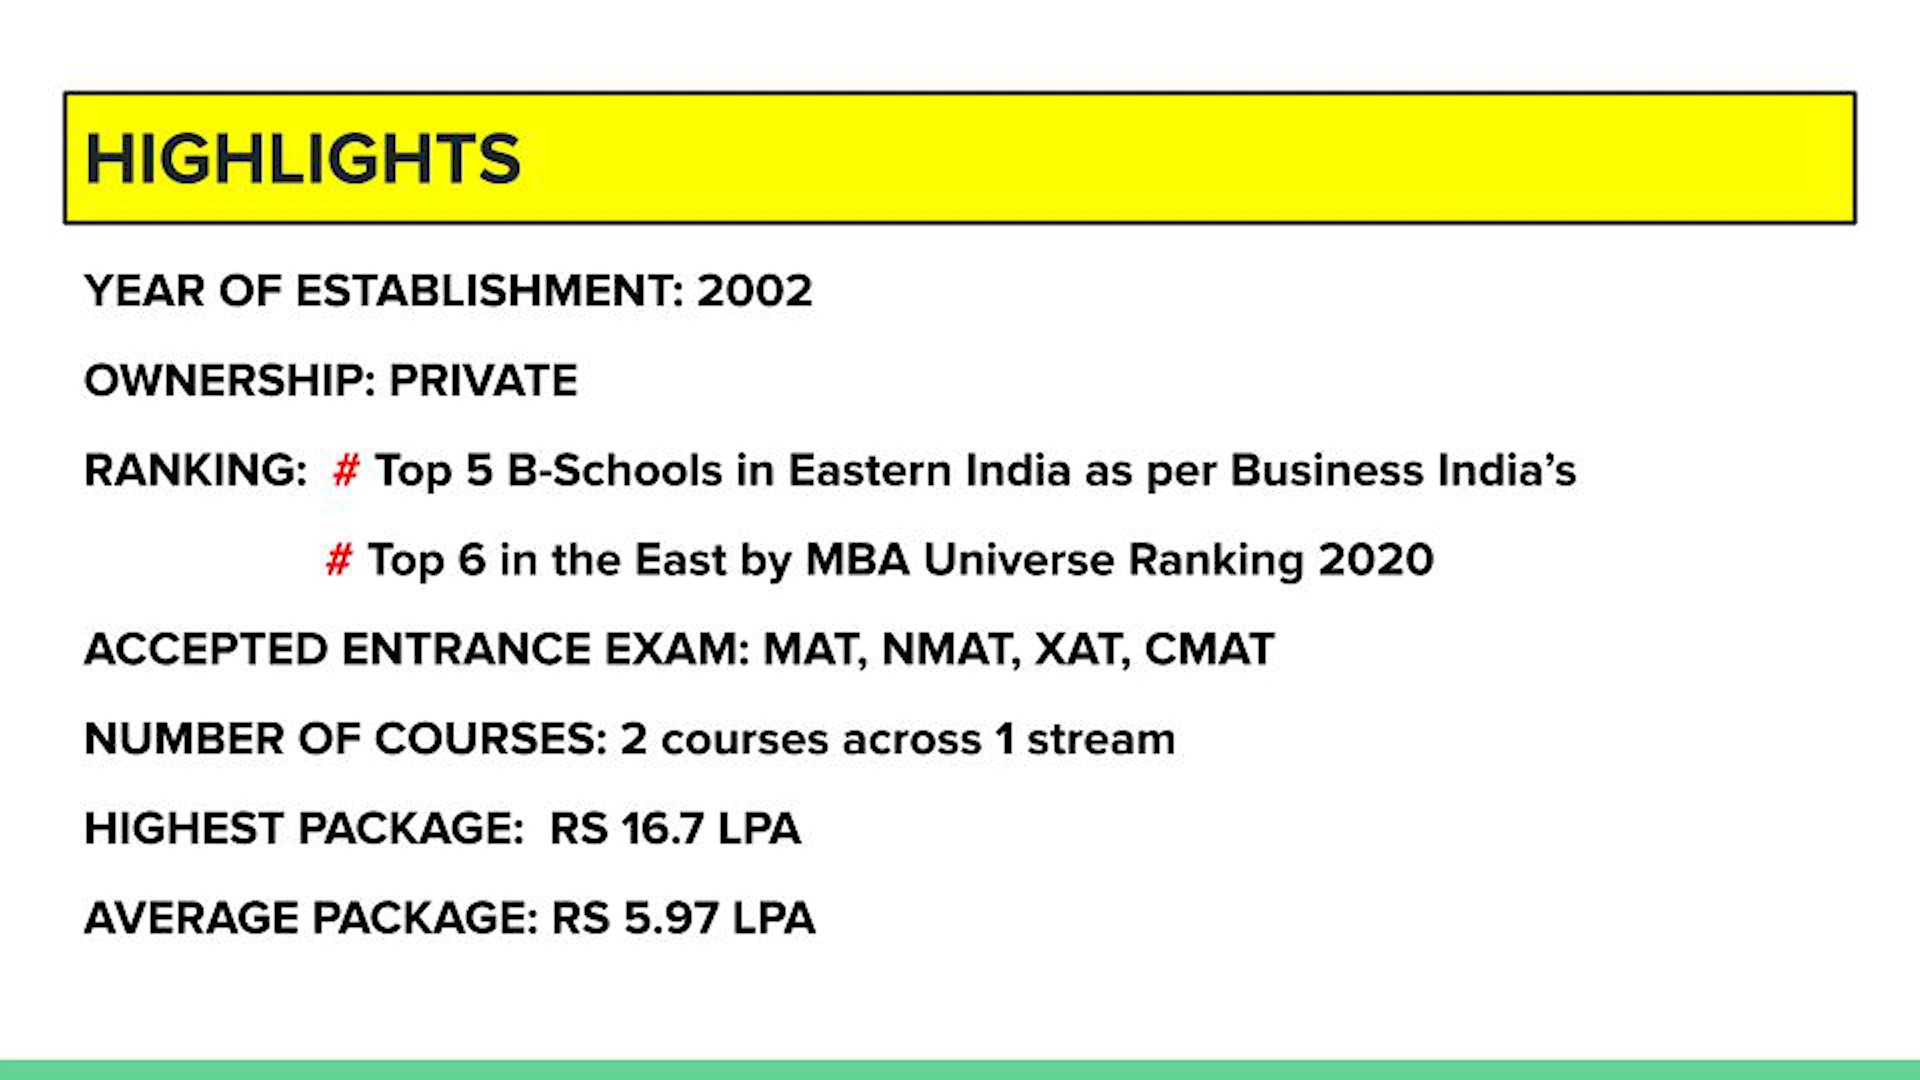 HIGHLIGHTS
YEAR OF ESTABLISHMENT: 2002
OWNERSHIP: PRIVATE
RANKING: # Top 5 B-Schools in Eastern India as per Business India’s
# Top 6 in the East by MBA Universe Ranking 2020
ACCEPTED ENTRANCE EXAM: MAT, NMAT, XAT, CMAT
NUMBER OF COURSES: 2 courses across 1 stream
HIGHEST PACKAGE: RS 16.7 LPA
AVERAGE PACKAGE: RS 5.97 LPA